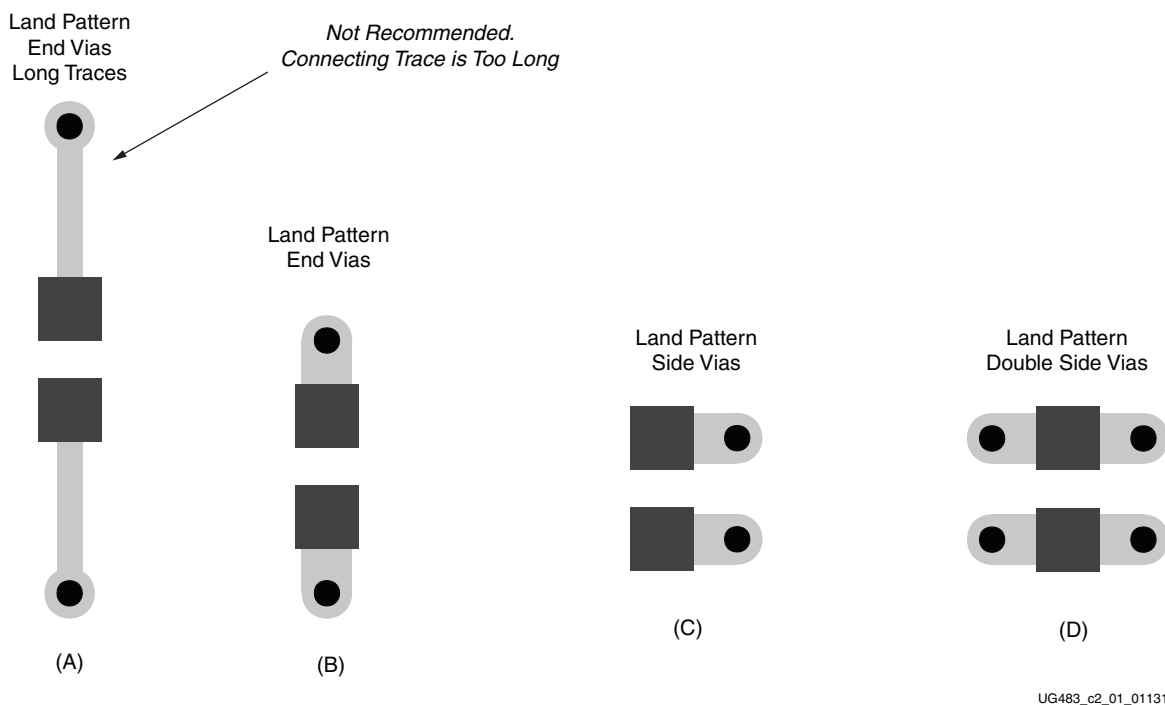 Land Pattern
End Vias
Long Traces
Not Recommended.
Connecting Trace is Too Long
Land Pattern
End Vias
Land Pattern
Side Vias
Land Pattern
Double Side Vias
(A)
(B)
(C)
(D)
UG483_c2_01_01131